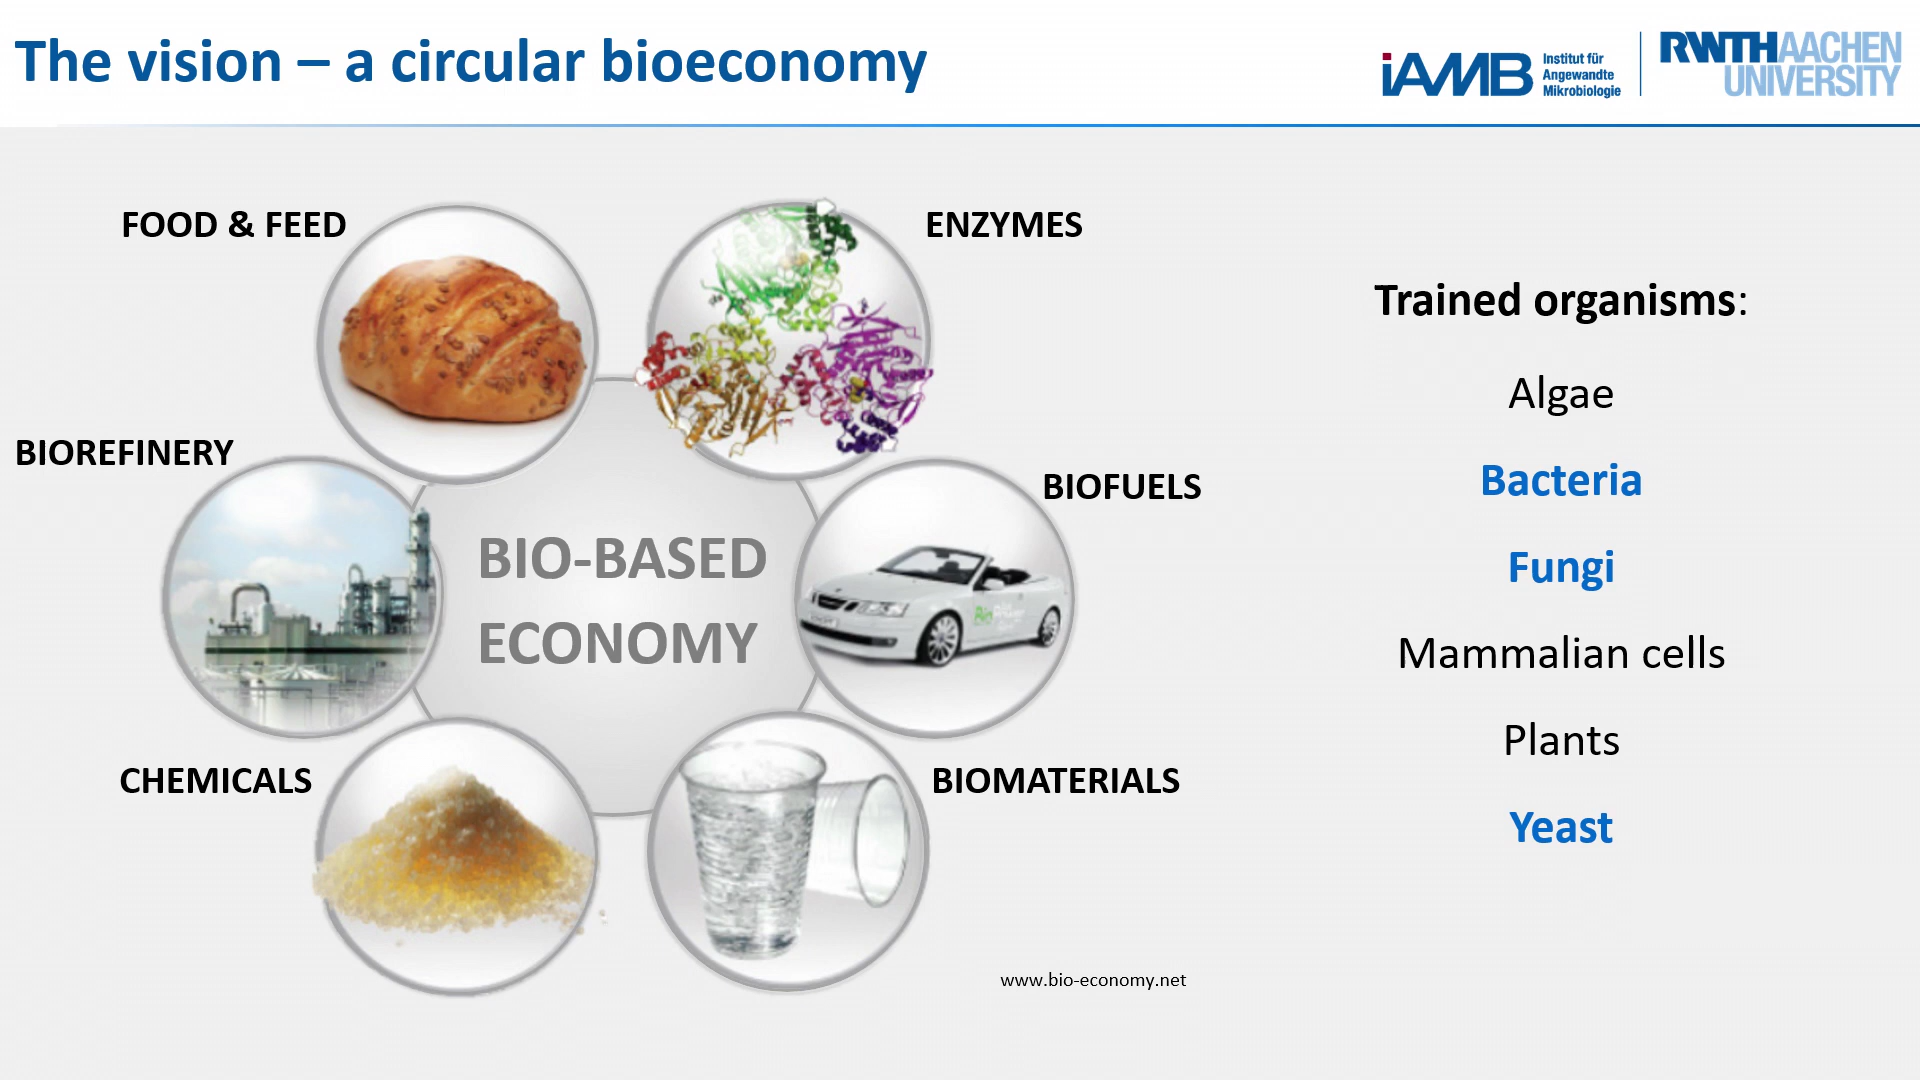 The vision – a circular bioeconomy
iAMB
Institut für
Angewandte
Mikrobiologie
RWTHAACHEN
UNIVERSITY
FOOD & FEED
ENZYMES
BIOREFINERY
BIOFUELS
BIO-BASED
ECONOMY
CHEMICALS
BIOMATERIALS
www.bio-economy.net
Trained organisms:
Algae
Bacteria
Fungi
Mammalian cells
Plants
Yeast